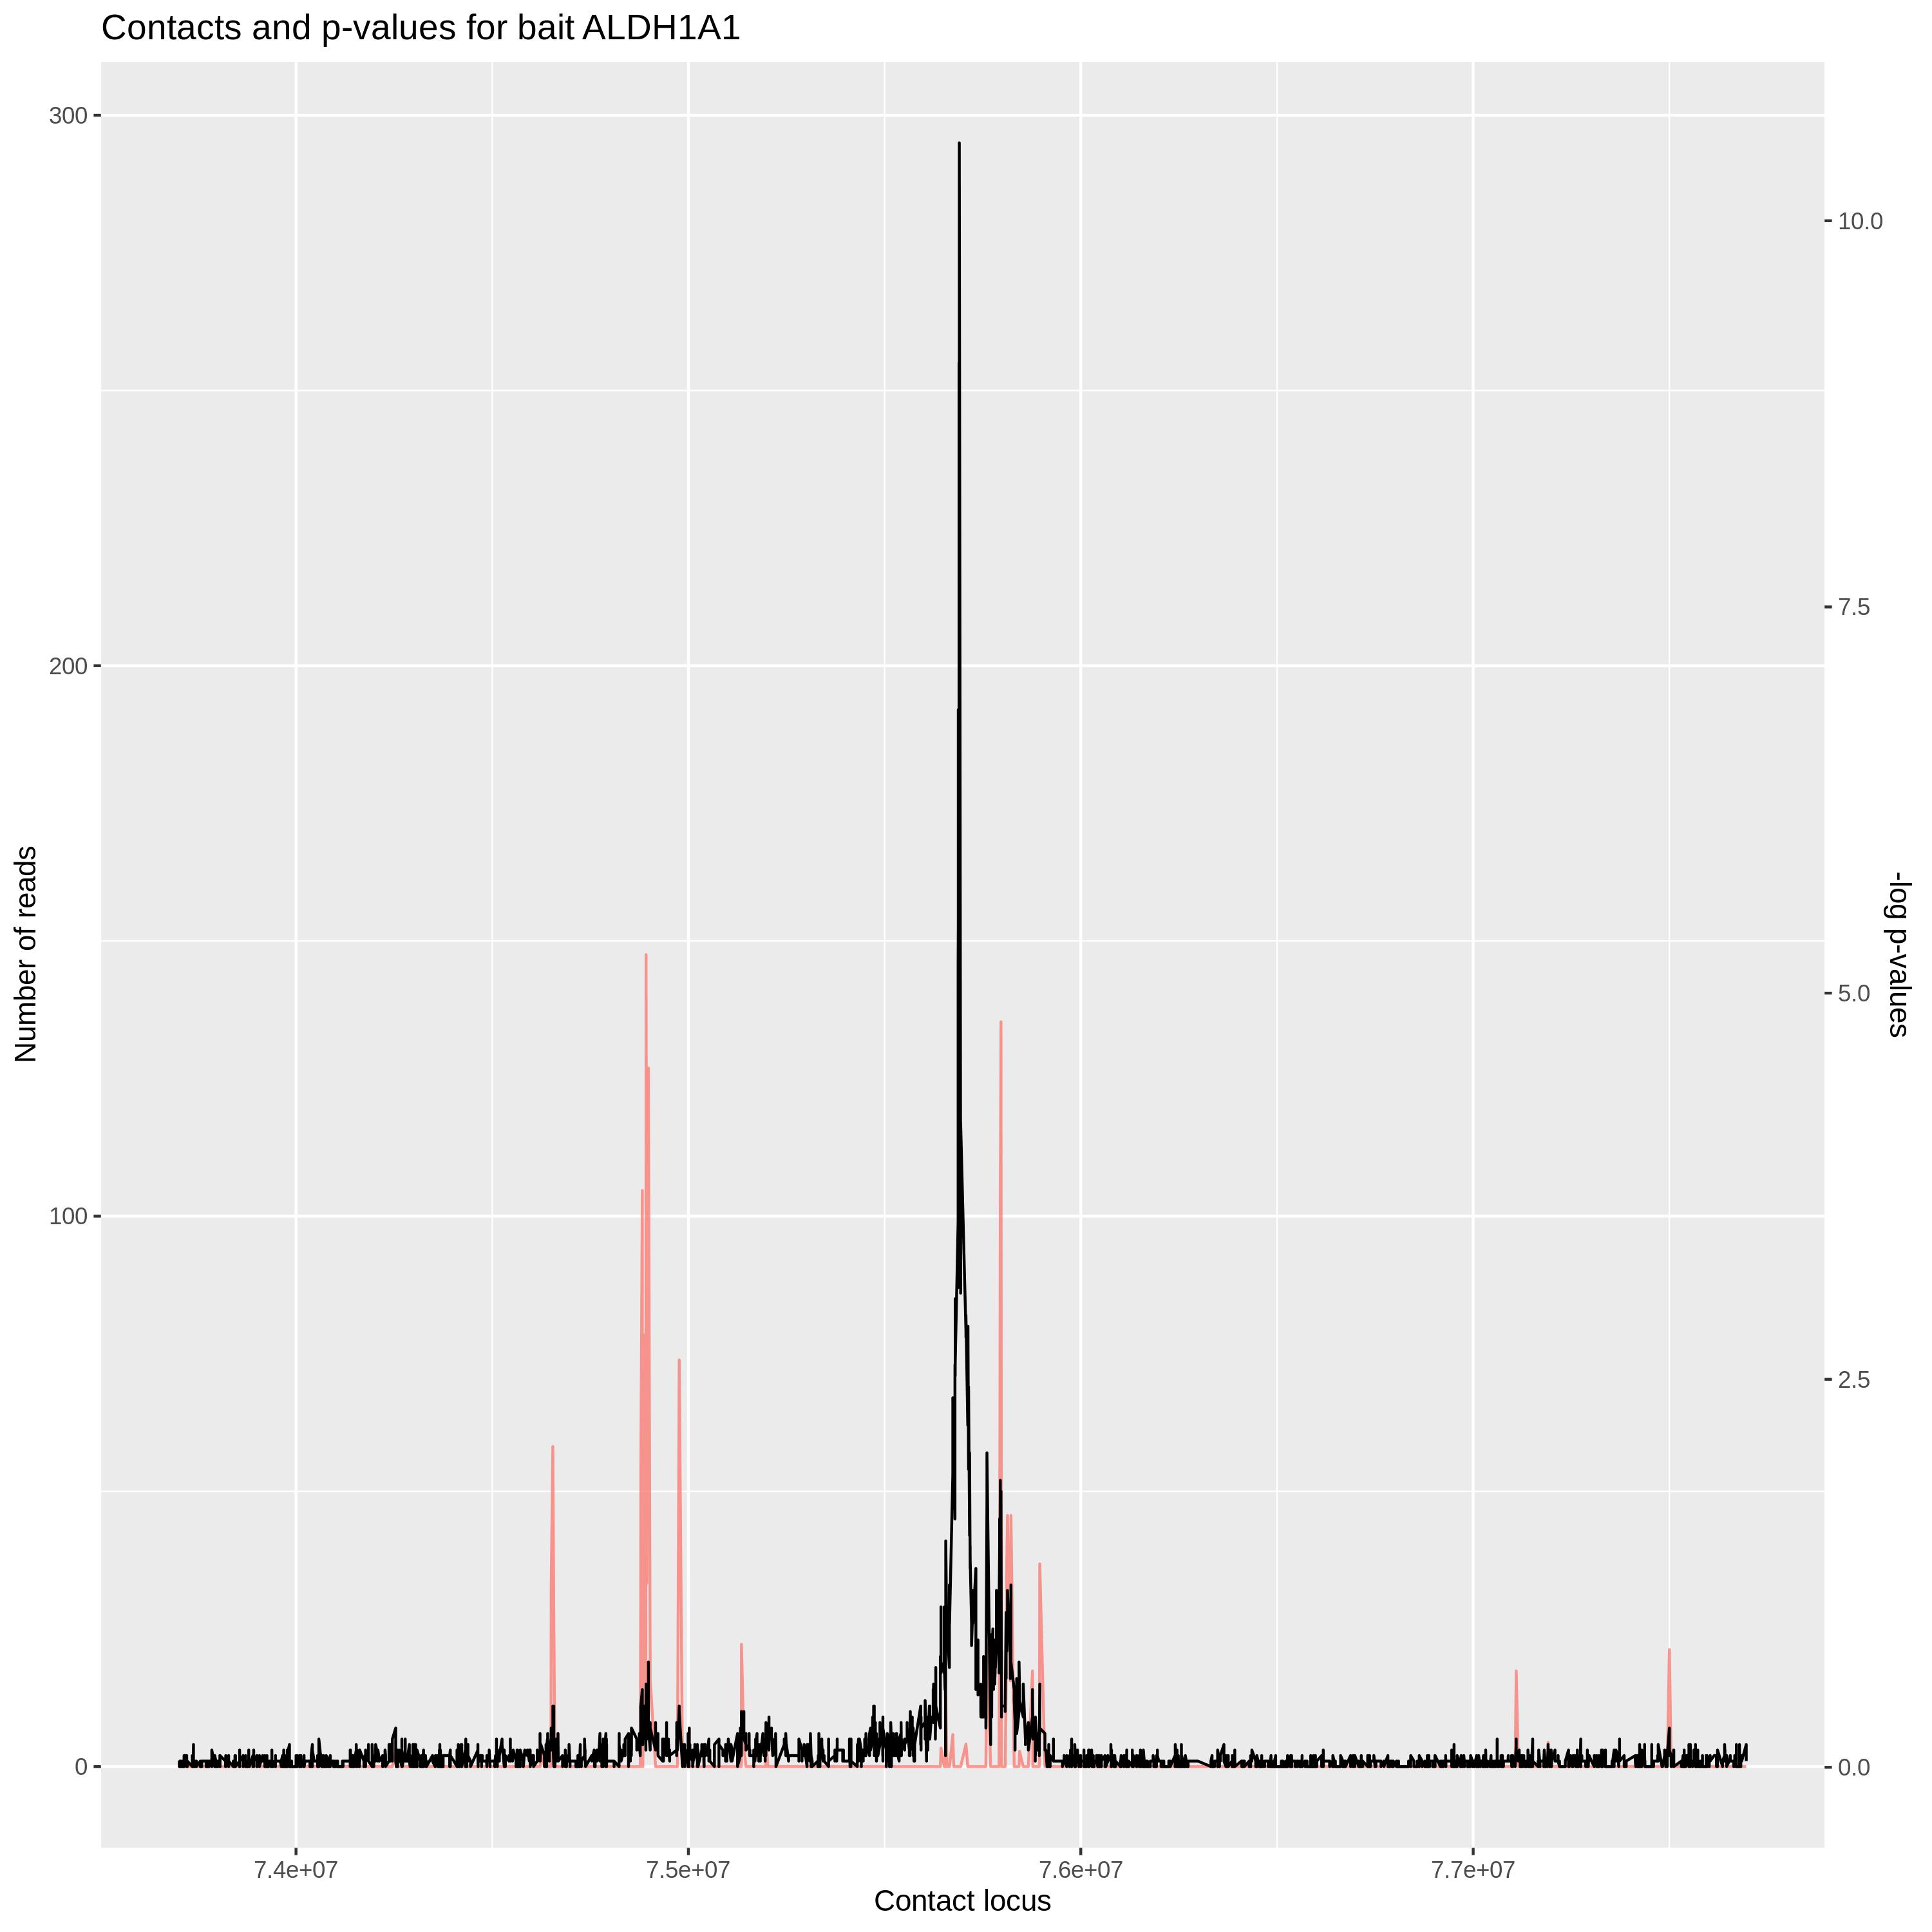 Contacts and p-values for bait ALDH1A1
300
200
100
0
Number of reads
10.0
7.5
5.0
2.5
0.0
-log p-values
7.4e+07 7.5e+07 7.6e+07 7.7e+07
Contact locus